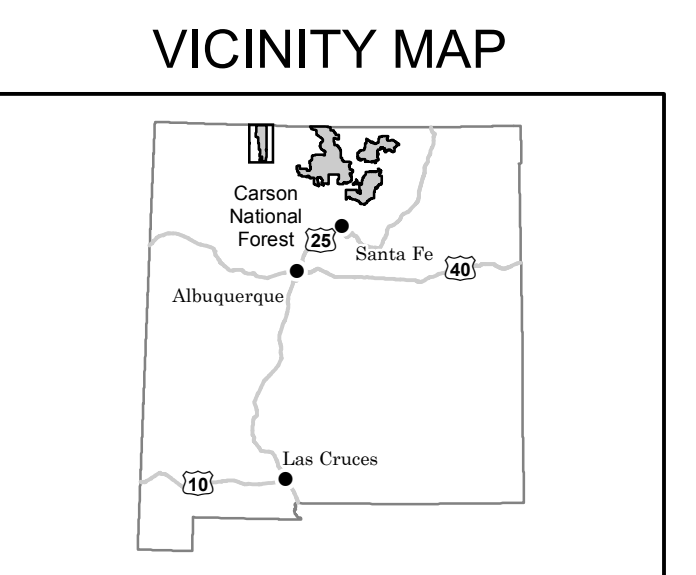 VICINITY MAP
Carson
National
Forest
25
Santa Fe
40
Albuquerque
Las Cruces
10